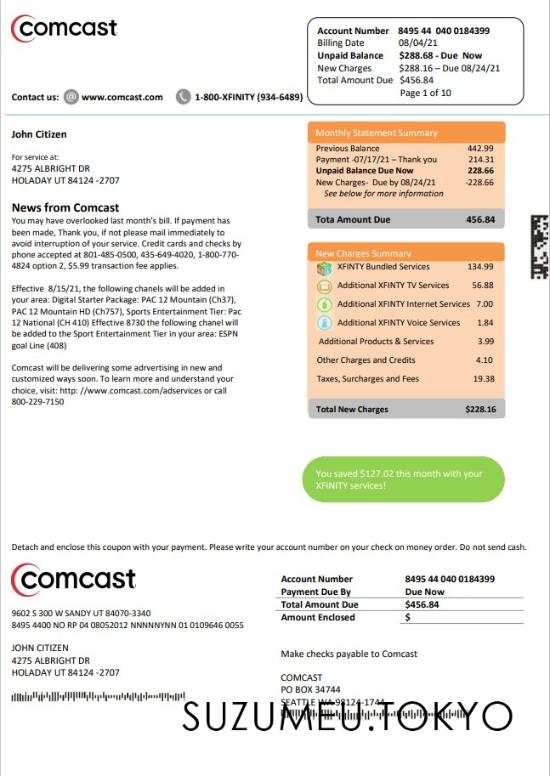 comcast
Account Number 8495 44 040 0184399
Billing Date 08/04/21
Unpaid Balance $288.68 - Due Now
New Charges $288.16 – Due 08/24/21
Total Amount Due $456.84
Page 1 of 10
Contact us: www.comcast.com 1-800-XFINITY (934-6489)
John Citizen
For service at:
4275 ALBRIGHT DR
HOLADAY UT 84124 -2707
News from Comcast
You may have overlooked last month's bill. If payment has
been made, Thank you, if not please mail immediately to
avoid interruption of your service. Credit cards and checks by
phone accepted at 801-485-0500, 435-649-4020, 1-800-770-
4824 option 2, $5.99 transaction fee applies.
Effective 8/15/21, the following chanels will be added in
your area: Digital Starter Package: PAC 12 Mountain (Ch37),
PAC 12 Mountain HD (Ch757), Sports Entertainment Tier: Pac
12 National (CH 410) Effective 8730 the following chanel will
be added to the Sport Entertainment Tier in your area: ESPN
goal Line (408)
Comcast will be delivering some advrertising in new and
customized ways soon. To learn more and understand your
choice, visit: http: //www.comcast.com/adservices or call
800-229-7150
Monthly Statement Summary
Previous Balance 442.99
Payment -07/17/21 – Thank you 214.31
Unpaid Balance Due Now 228.66
New Charges- Due by 08/24/21 -228.66
See below for more information
Tota Amount Due 456.84
New Charges Summary
XFINITY Bundled Services 134.99
Additional XFINITY TV Services 56.88
Additional XFINITY Internet Services 7.00
Additional XFINITY Voice Services 1.84
Additional Products & Services 3.99
Other Charges and Credits 4.10
Taxes, Surcharges and Fees 19.38
Total New Charges $228.16
You saved $127.02 this month with your
XFINITY services!
Detach and enclose this coupon with your payment. Please write your account number on your check on money order. Do not send cash.
comcast
9602 S 300 W SANDY UT 84070-3340
8495 4400 NO RP 04 08052012 NNNNNYNN 01 0109646 0055
JOHN CITIZEN
4275 ALBRIGHT DR
HOLADAY UT 84124 -2707
Account Number 8495 44 040 0184399
Payment Due By Due Now
Total Amount Due $456.84
Amount Enclosed $
Make checks payable to Comcast
COMCAST
PO BOX 34744
SEATTLE WA 98124-1744
SUZUMEU.TOKYO